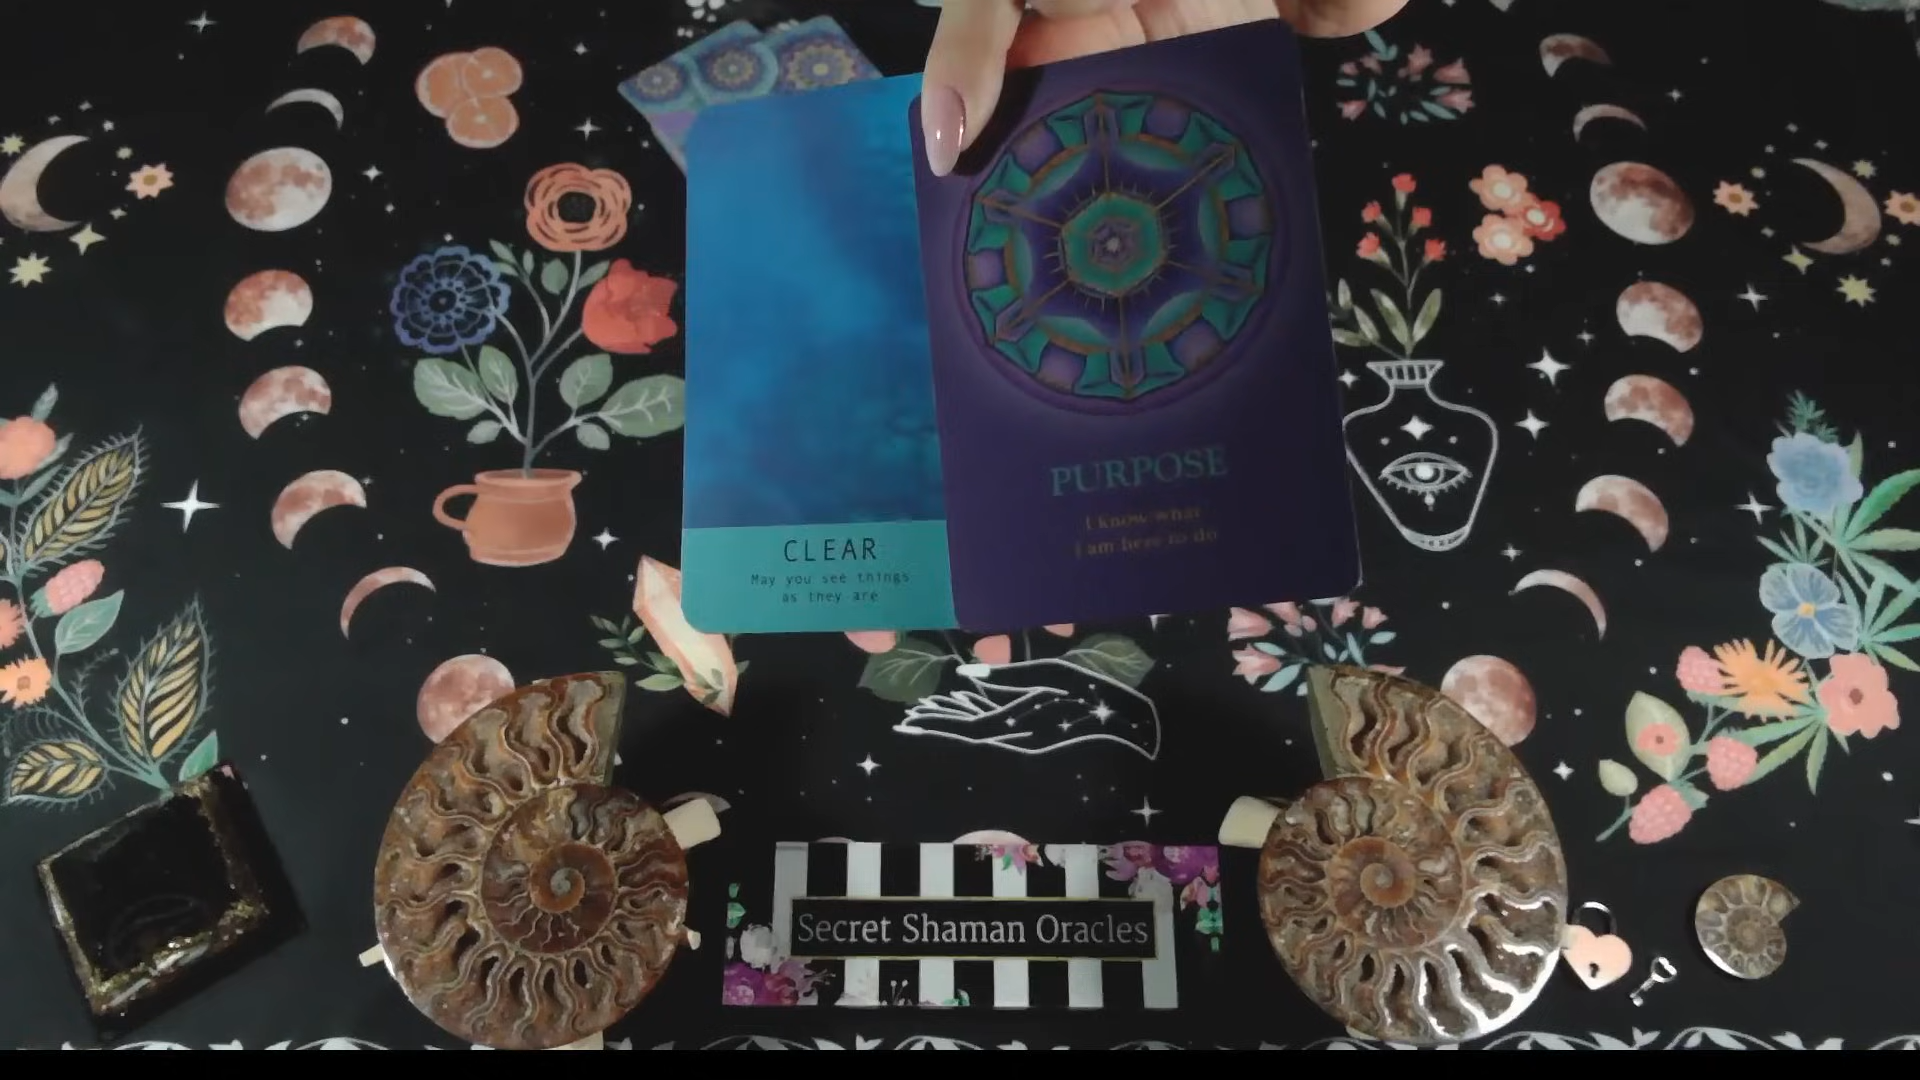 CLEAR
May you see things
as they are
PURPOSE
I know what
I am here to do
Secret Shaman Oracles